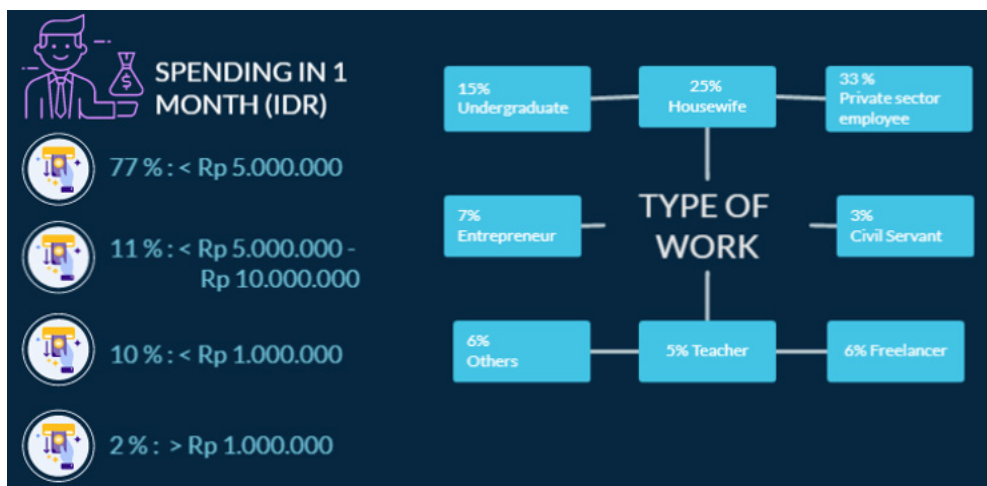 SPENDING IN 1
MONTH (IDR)
77 % : < Rp 5.000.000
11 % : < Rp 5.000.000 -
Rp 10.000.000
10 % : < Rp 1.000.000
2 % : > Rp 1.000.000
15%
Undergraduate
25%
Housewife
33 %
Private sector
employee
7%
Entrepreneur
TYPE OF
WORK
3%
Civil Servant
6%
Others
5% Teacher
6% Freelancer
$